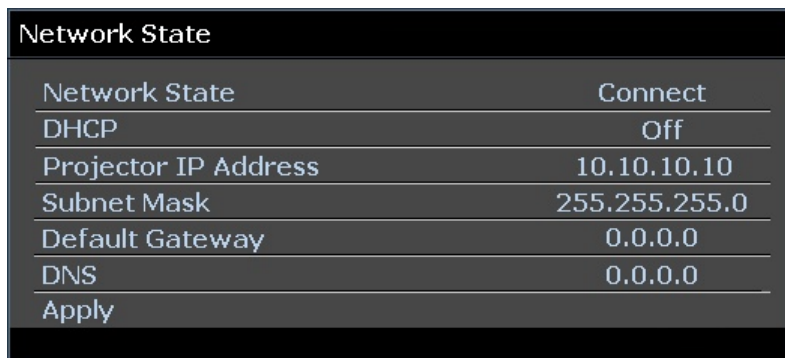 Network State
Network State Connect
DHCP Off
Projector IP Address 10.10.10.10
Subnet Mask 255.255.255.0
Default Gateway 0.0.0.0
DNS 0.0.0.0
Apply